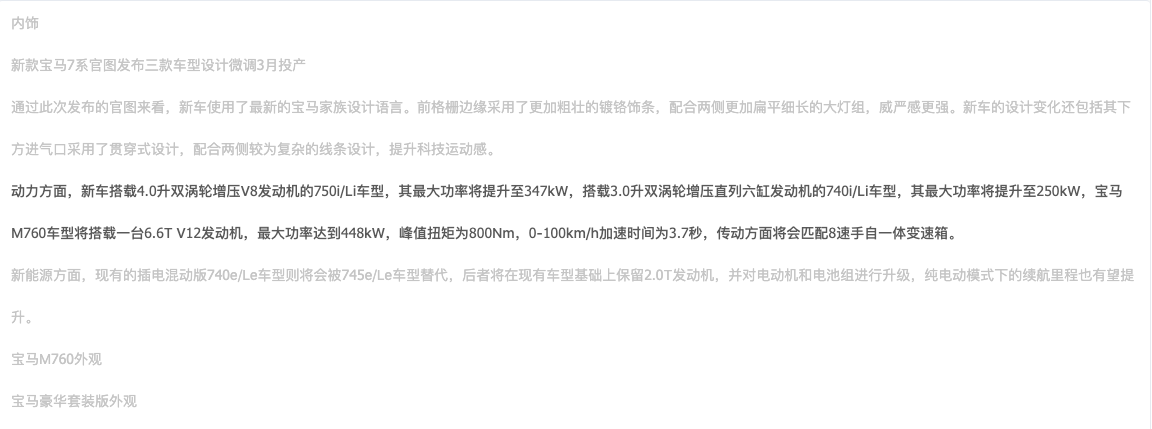 内饰
新款宝马7系官图发布三款车型设计微调3月投产
通过此次发布的官图来看，新车使用了最新的宝马家族设计语言。前格栅边缘采用了更加粗壮的镀铬饰条，配合两侧更加扁平细长的大灯组，威严感更强。新车的设计变化还包括其下
方进气口采用了贯穿式设计，配合两侧较为复杂的线条设计，提升科技运动感。
动力方面，新车搭载4.0升双涡轮增压V8发动机的750i/Li车型，其最大功率将提升至347kW，搭载3.0升双涡轮增压直列六缸发动机的740i/Li车型，其最大功率将提升至250kW，宝马
M760车型将搭载一台6.6T V12发动机，最大功率达到448kW，峰值扭矩为800Nm，0-100km/h加速时间为3.7秒，传动方面将会匹配8速手自一体变速箱。
新能源方面，现有的插电混动版740e/Le车型则将会被745e/Le车型替代，后者将在现有车型基础上保留2.0T发动机，并对电动机和电池组进行升级，纯电动模式下的续航里程也有望提
升。
宝马M760外观
宝马豪华套装版外观